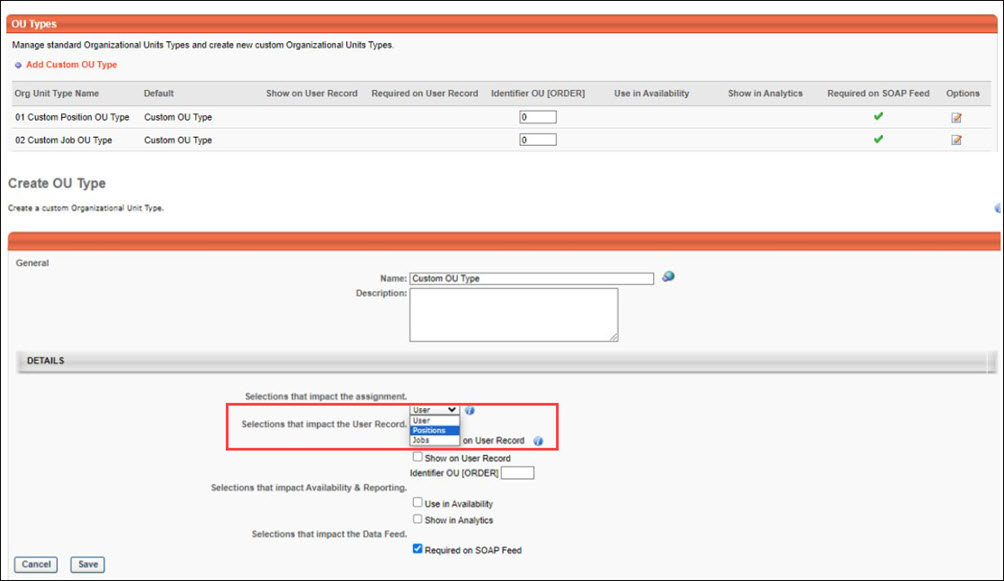 OU Types
Manage standard Organizational Units Types and create new custom Organizational Units Types.
Add Custom OU Type
Org Unit Type Name Default Show on User Record Required on User Record Identifier OU [ORDER] Use in Availability Show in Analytics Required on SOAP Feed Options
01 Custom Position OU Type Custom OU Type 0
02 Custom Job OU Type Custom OU Type 0
Create OU Type
Create a custom Organizational Unit Type.
General
Name: Custom OU Type
Description:
DETAILS
Selections that impact the assignment.
User
Selections that impact the User Record.
User
Positions
Jobs on User Record
Show on User Record
Identifier OU [ORDER]
Selections that impact Availability & Reporting.
Use in Availability
Show in Analytics
Selections that impact the Data Feed.
Required on SOAP Feed
Cancel Save